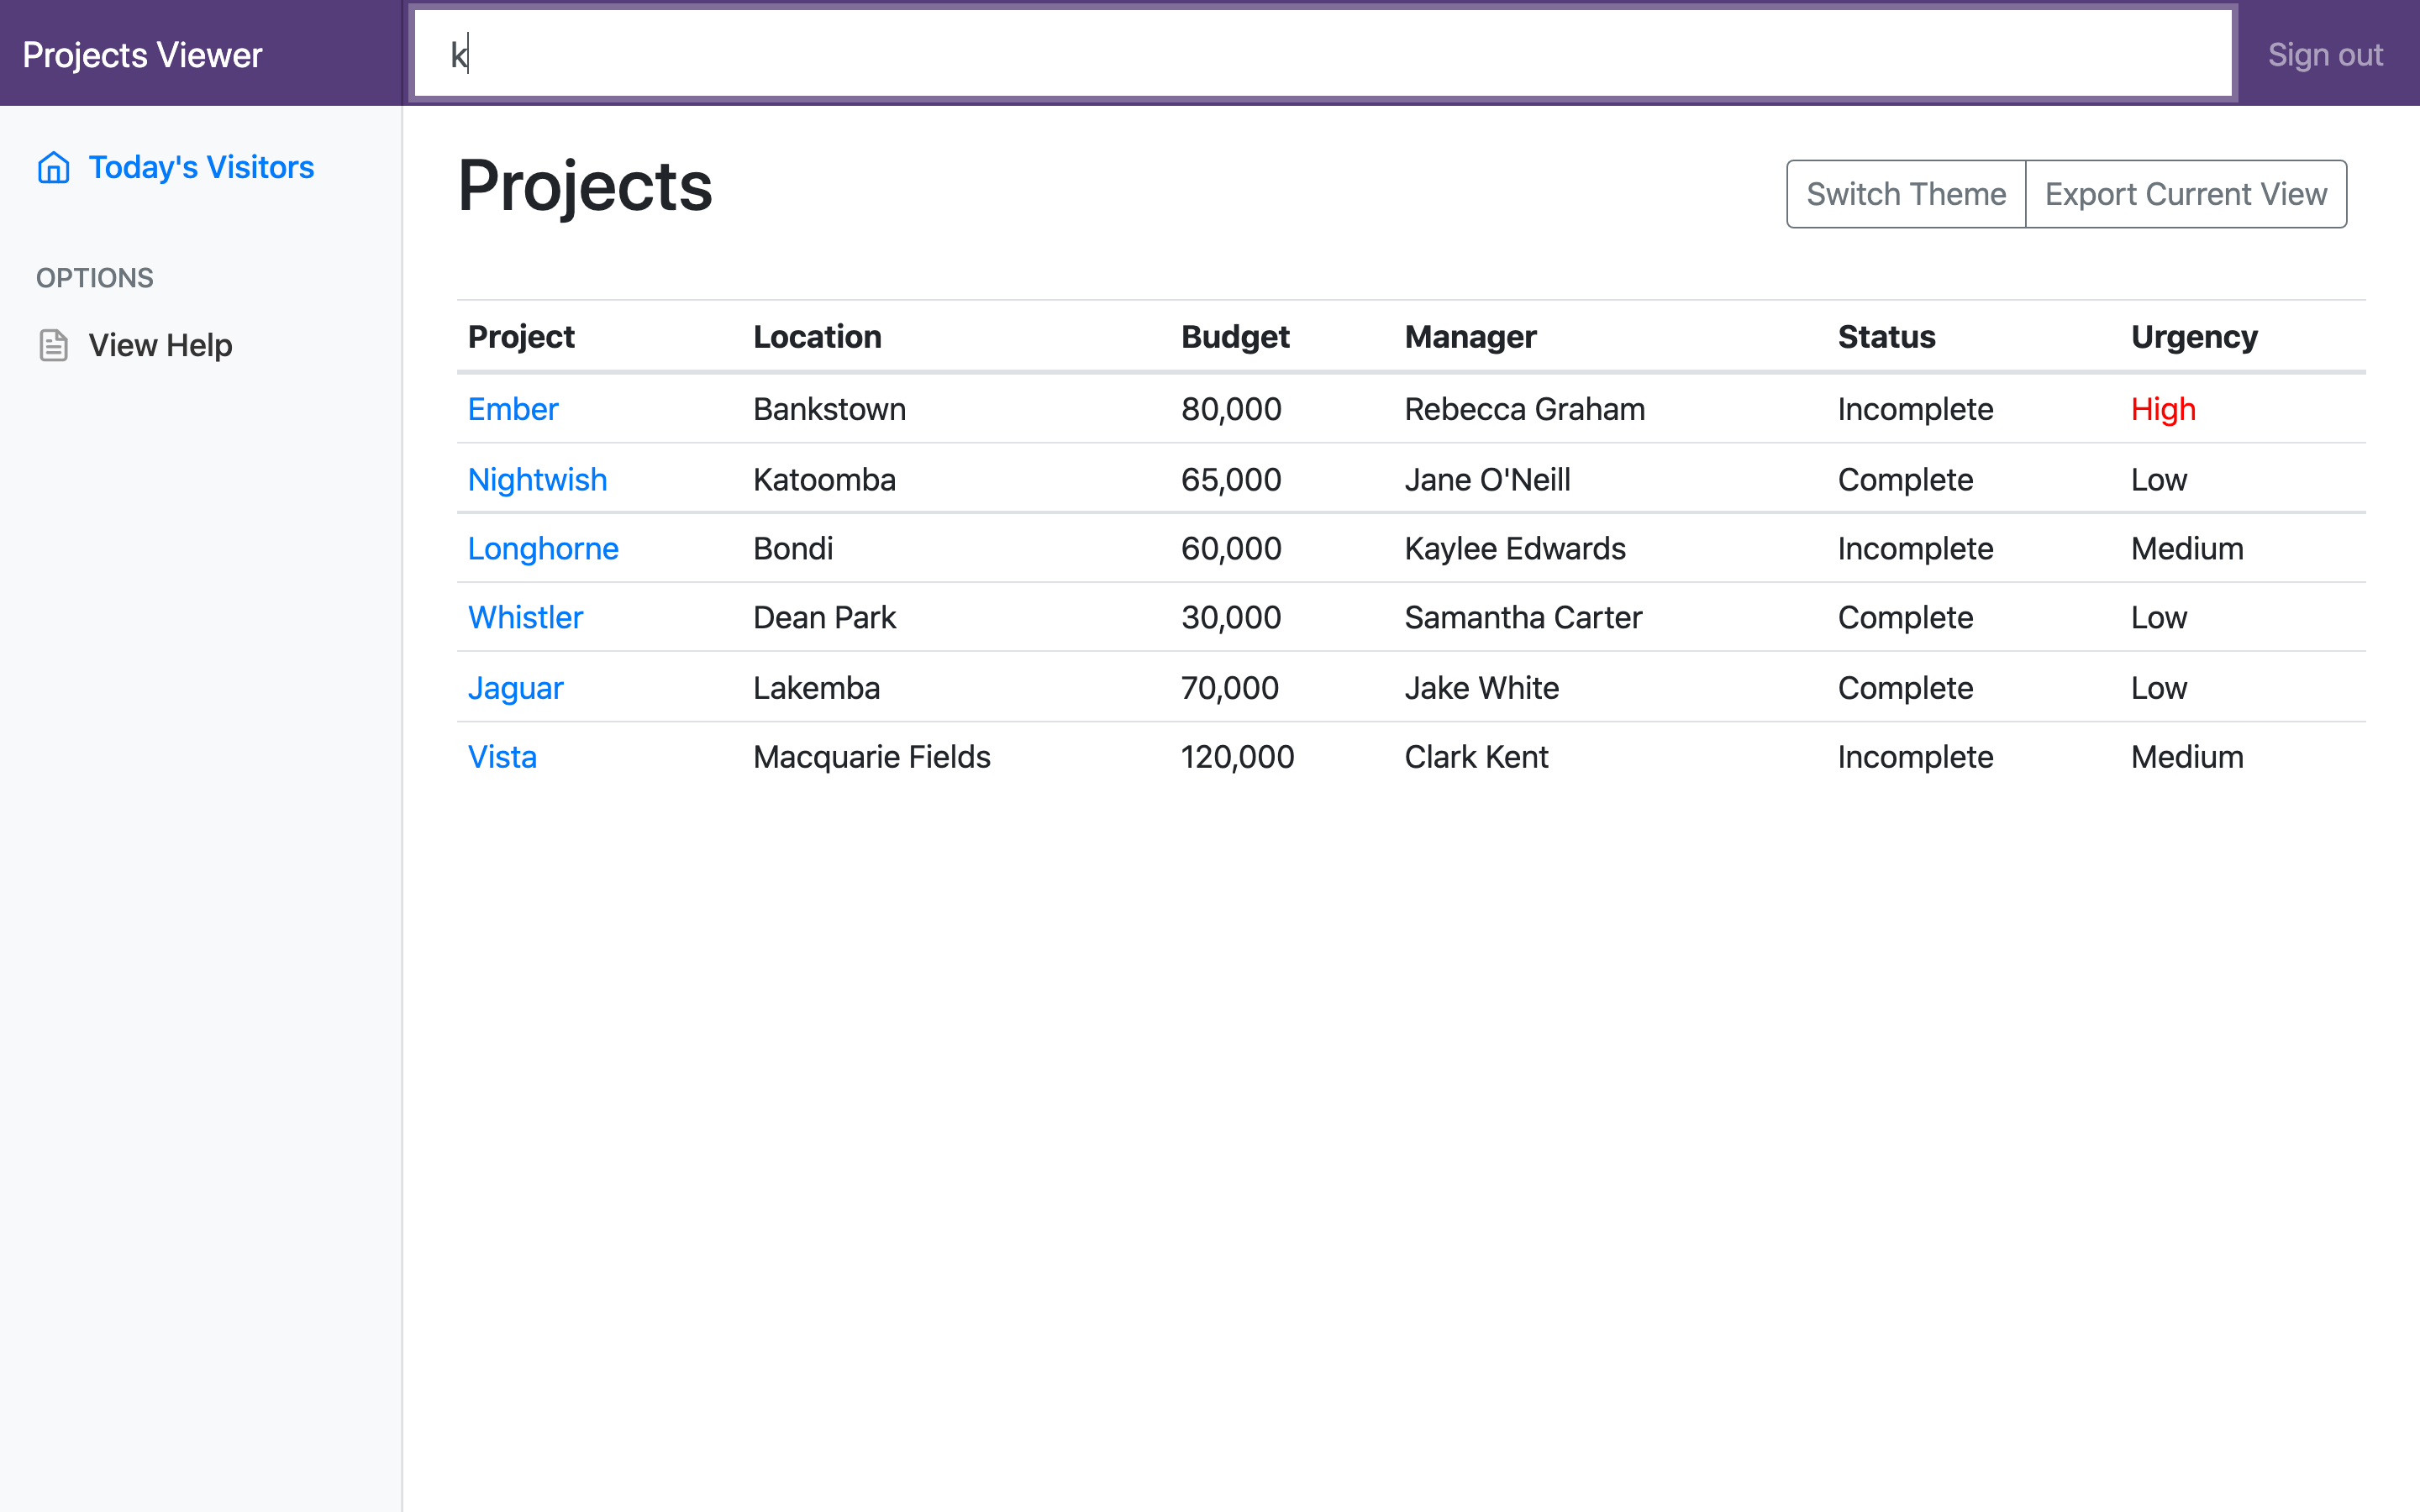 Projects Viewer
k
Sign out
Today's Visitors
OPTIONS
View Help
Projects
Switch Theme
Export Current View
Project Location Budget Manager Status Urgency
Ember Bankstown 80,000 Rebecca Graham Incomplete High
Nightwish Katoomba 65,000 Jane O'Neill Complete Low
Longhorne Bondi 60,000 Kaylee Edwards Incomplete Medium
Whistler Dean Park 30,000 Samantha Carter Complete Low
Jaguar Lakemba 70,000 Jake White Complete Low
Vista Macquarie Fields 120,000 Clark Kent Incomplete Medium